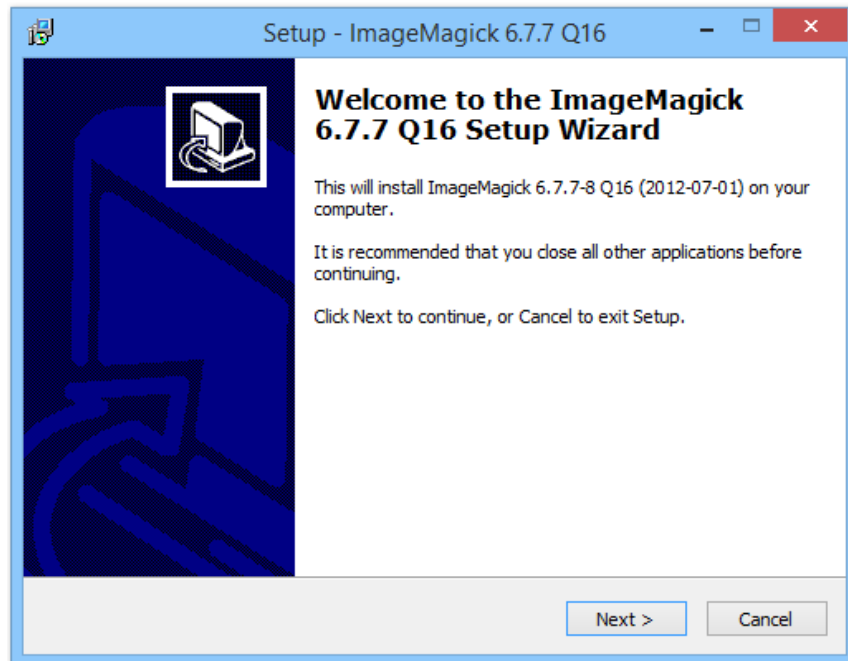 Setup - ImageMagick 6.7.7 Q16
Welcome to the ImageMagick
6.7.7 Q16 Setup Wizard
This will install ImageMagick 6.7.7-8 Q16 (2012-07-01) on your
computer.
It is recommended that you close all other applications before
continuing.
Click Next to continue, or Cancel to exit Setup.
Next >
Cancel